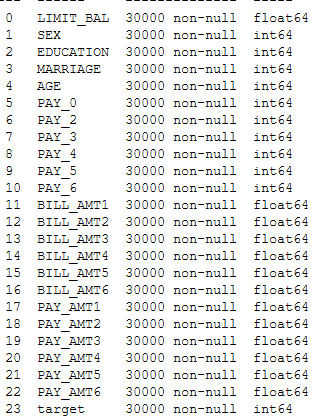 0 LIMIT_BAL 30000 non-null float64
1 SEX 30000 non-null int64
2 EDUCATION 30000 non-null int64
3 MARRIAGE 30000 non-null int64
4 AGE 30000 non-null int64
5 PAY_0 30000 non-null int64
6 PAY_2 30000 non-null int64
7 PAY_3 30000 non-null int64
8 PAY_4 30000 non-null int64
9 PAY_5 30000 non-null int64
10 PAY_6 30000 non-null int64
11 BILL_AMT1 30000 non-null float64
12 BILL_AMT2 30000 non-null float64
13 BILL_AMT3 30000 non-null float64
14 BILL_AMT4 30000 non-null float64
15 BILL_AMT5 30000 non-null float64
16 BILL_AMT6 30000 non-null float64
17 PAY_AMT1 30000 non-null float64
18 PAY_AMT2 30000 non-null float64
19 PAY_AMT3 30000 non-null float64
20 PAY_AMT4 30000 non-null float64
21 PAY_AMT5 30000 non-null float64
22 PAY_AMT6 30000 non-null float64
23 target 30000 non-null int64